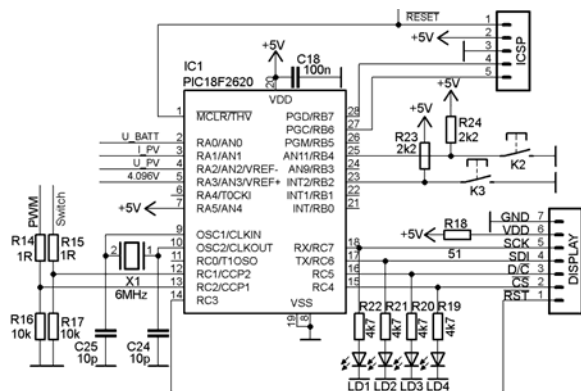 RESET
+5V
C18
100n
1
2
3
4
5
ICSP
+5V
IC1
PIC18F2620
20
VDD
1
MCLR/THV
PGD/RB7
28
PGC/RB6
27
PGM/RB5
26
AN11/RB4
25
AN9/RB3
24
INT2/RB2
23
INT1/RB1
22
INT/RB0
21
U_BATT
2
RA0/AN0
I_PV
3
RA1/AN1
U_PV
4
RA2/AN2/VREF-
4.096V
5
RA3/AN3/VREF+
6
RA4/T0CKI
+5V
7
RA5/AN4
9
OSC1/CLKIN
10
OSC2/CLKOUT
11
RC0/T1OSO
12
RC1/CCP2
13
RC2/CCP1
14
RC3
RX/RC7
18
TX/RC6
17
RC5
16
RC4
15
VSS
19
8
+5V
R24
2k2
+5V
R23
2k2
K2
K3
PWM
Switch
R14
1R
R15
1R
R16
10k
R17
10k
2
1
X1
6MHz
C25
10p
C24
10p
+5V
R18
51
GND
7
VDD
6
SCK
5
SDI
4
D/C
3
CS
2
RST
1
DISPLAY
R22
4k7
R21
4k7
R20
4k7
R19
4k7
LD1
LD2
LD3
LD4